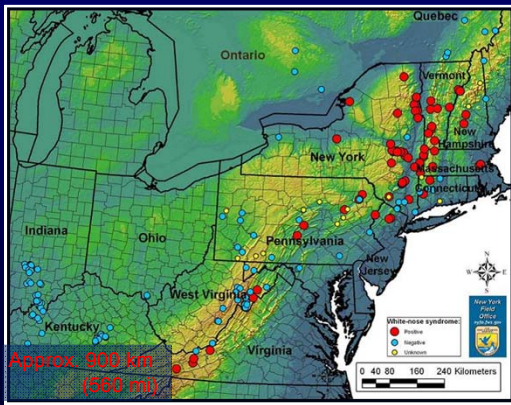 Quebec
Ontario
Vermont
New
Hampshire
New York
Massachusetts
Connecticut
Indiana
Ohio
Pennsylvania
New
Jersey
West Virginia
Kentucky
Virginia
New York
Field
Office
White-nose syndrome:
Positive
Negative
Unknown
Approx. 900 km
(560 mi)
0 40 80 160 240 Kilometers